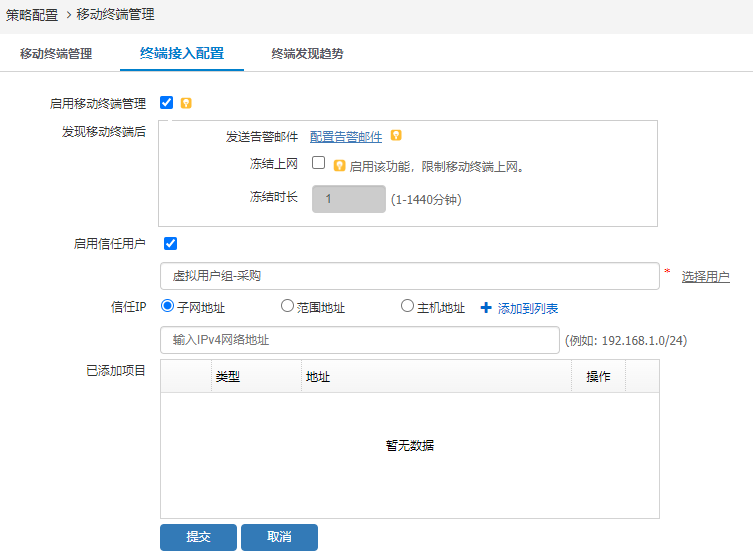 策略配置 > 移动终端管理
移动终端管理 终端接入配置 终端发现趋势
启用移动终端管理
发现移动终端后
发送告警邮件 配置告警邮件
冻结上网 启用该功能，限制移动终端上网。
冻结时长 1 (1-1440分钟)
启用信任用户
虚拟用户组-采购 * 选择用户
信任IP 子网地址 范围地址 主机地址 添加到列表
输入IPv4网络地址 (例如: 192.168.1.0/24)
已添加项目 类型 地址 操作
暂无数据
提交 取消